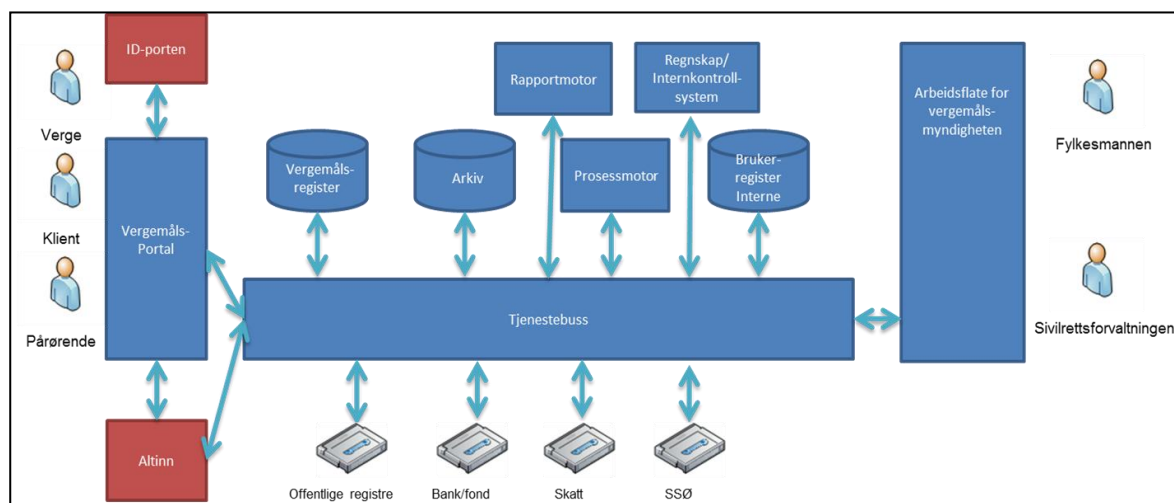 ID-porten
Verge
Klient
Pårørende
Vergemåls-
Portal
Altinn
Vergemåls-
register
Arkiv
Rapportmotor
Prosessmotor
Regnskap/
Internkontroll-
system
Bruker-
register
Interne
Tjenestebuss
Offentlige registre
Bank/fond
Skatt
SSØ
Arbeidsflate for
vergemåls-
myndigheten
Fylkesmannen
Sivilrettsforvaltningen